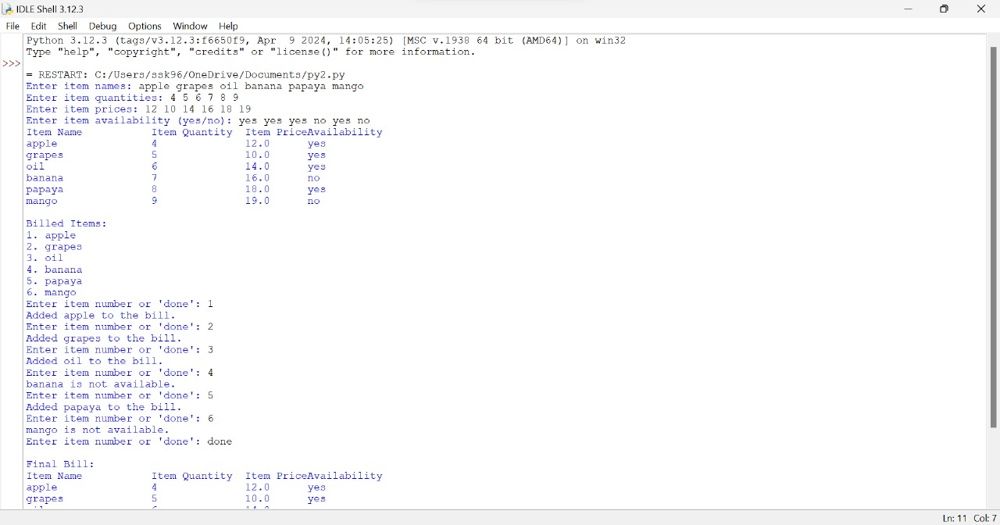 IDLE Shell 3.12.3
File Edit Shell Debug Options Window Help
Python 3.12.3 (tags/v3.12.3:f6650f9, Apr  9 2024, 14:05:25) [MSC v.1938 64 bit (AMD64)] on win32
Type "help", "copyright", "credits" or "license()" for more information.
>>>
= RESTART: C:/Users/ssk96/OneDrive/Documents/py2.py
Enter item names: apple grapes oil banana papaya mango
Enter item quantities: 4 5 6 7 8 9
Enter item prices: 12 10 14 16 18 19
Enter item availability (yes/no): yes yes yes no yes no
Item Name           Item Quantity  Item PriceAvailability
apple               4              12.0      yes
grapes              5              10.0      yes
oil                 6              14.0      yes
banana              7              16.0      no
papaya              8              18.0      yes
mango               9              19.0      no
Billed Items:
1. apple
2. grapes
3. oil
4. banana
5. papaya
6. mango
Enter item number or 'done': 1
Added apple to the bill.
Enter item number or 'done': 2
Added grapes to the bill.
Enter item number or 'done': 3
Added oil to the bill.
Enter item number or 'done': 4
banana is not available.
Enter item number or 'done': 5
Added papaya to the bill.
Enter item number or 'done': 6
mango is not available.
Enter item number or 'done': done
Final Bill:
Item Name           Item Quantity  Item PriceAvailability
apple               4              12.0      yes
grapes              5              10.0      yes
Ln: 11 Col: 7